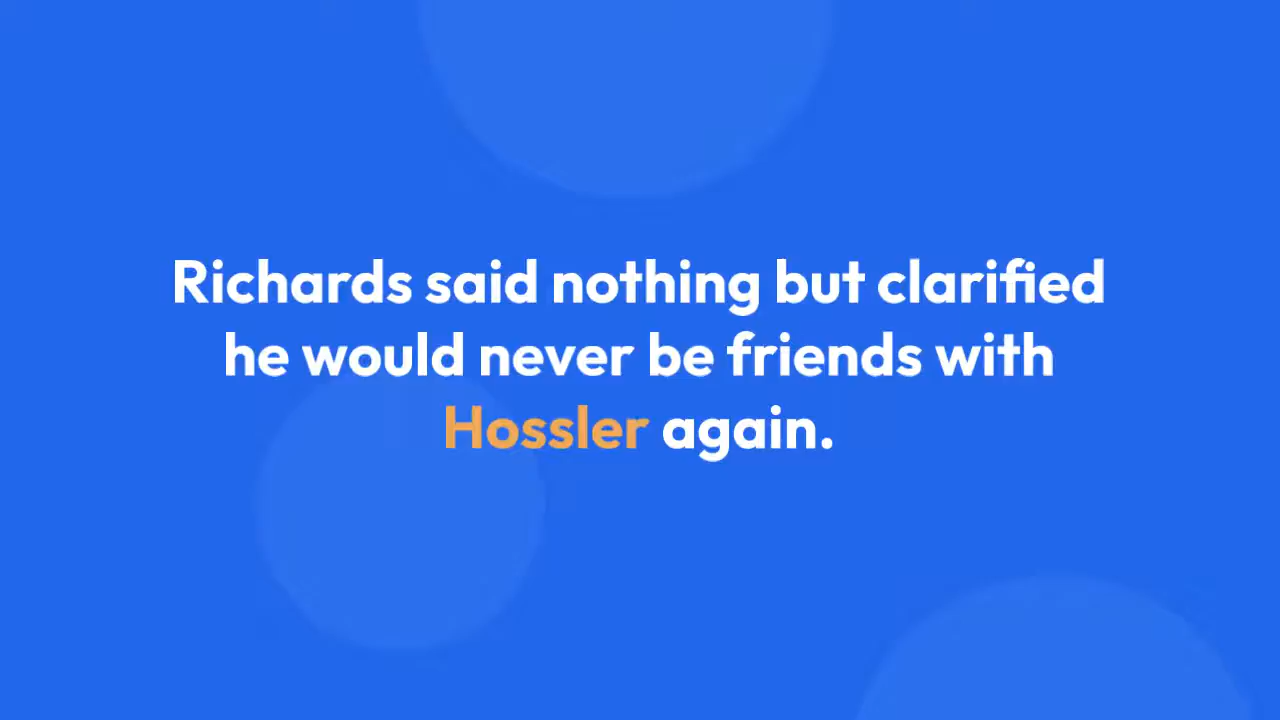 Richards said nothing but clarified
he would never be friends with
Hossler again.